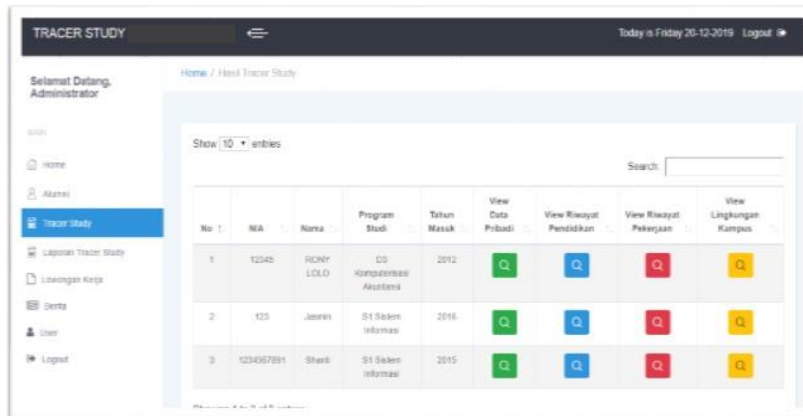 TRACER STUDY
Today is Friday 20-12-2019 Logout
Selamat Datang,
Administrator
Home / Hasil Tracer Study
MAIN
Home
Alumni
Tracer Study
Laporan Tracer Study
Lowongan Kerja
Berita
User
Logout
Show 10 entries
Search:
No NIA Nama Program Studi Tahun Masuk View Data Pribadi View Riwayat Pendidikan View Riwayat Pekerjaan View Lingkungan Kampus
1 12345 RONY LOLO D3 Komputerisasi Akuntansi 2012
2 123 Jasmin S1 Sistem Informasi 2016
3 1234567891 Shanti S1 Sistem Informasi 2015